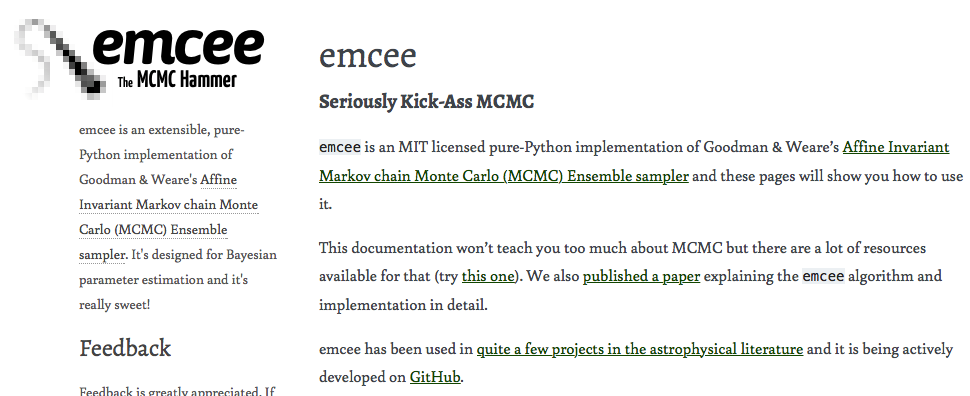 emcee
The MCMC Hammer
emcee is an extensible, pure-
Python implementation of
Goodman & Weare's Affine
Invariant Markov chain Monte
Carlo (MCMC) Ensemble
sampler. It's designed for Bayesian
parameter estimation and it's
really sweet!
Feedback
Feedback is greatly appreciated. If
emcee
Seriously Kick-Ass MCMC
emcee is an MIT licensed pure-Python implementation of Goodman & Weare’s Affine Invariant
Markov chain Monte Carlo (MCMC) Ensemble sampler and these pages will show you how to use
it.
This documentation won’t teach you too much about MCMC but there are a lot of resources
available for that (try this one). We also published a paper explaining the emcee algorithm and
implementation in detail.
emcee has been used in quite a few projects in the astrophysical literature and it is being actively
developed on GitHub.